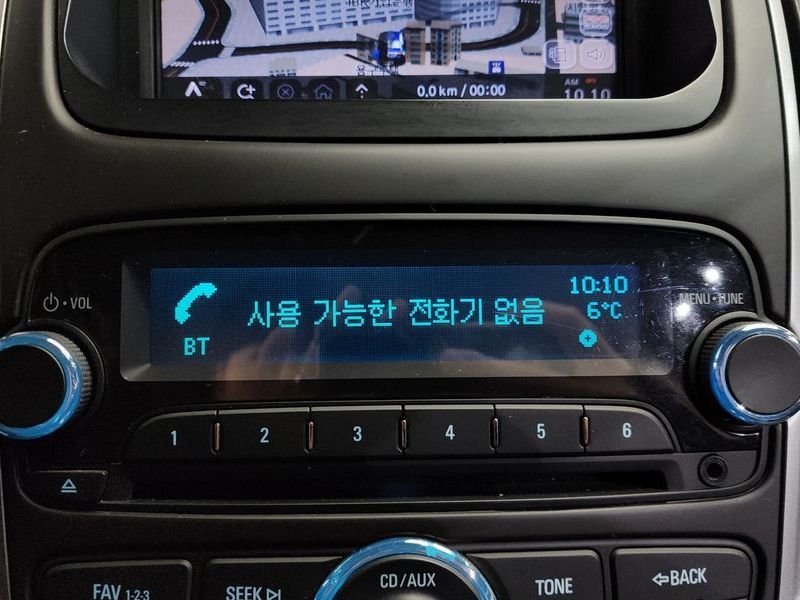 0.0 km / 00:00
AM
10:10
VOL
MENU • TUNE
10:10
사용 가능한 전화기 없음
6°C
BT
1
2
3
4
5
6
FAV 1-2-3
SEEK
CD/AUX
TONE
BACK